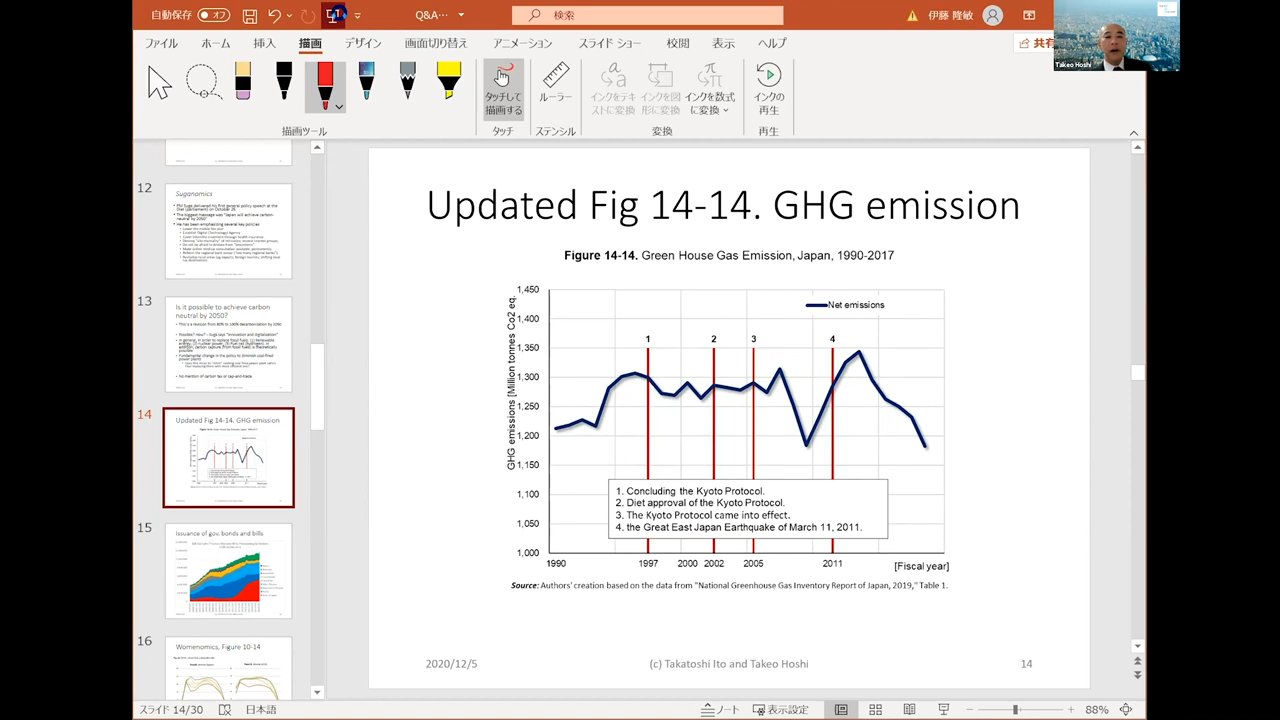 自動保存 オフ
Q&A…
検索
伊藤 隆敏
ファイル ホーム 挿入 描画 デザイン 画面切り替え アニメーション スライド ショー 校閲 表示 ヘルプ
共有
Takeo Hoshi
タッチして
描画する
ルーラー
インクをテキ
ストに変換
インクを図
形に変換
インクを数式
に変換
インクの
再生
描画ツール
タッチ
ステンシル
変換
再生
12
Suganomics
13
Is it possible to achieve carbon
neutral by 2050?
14
Updated Fig 14-14. GHG emission
15
Issuance of gov. bonds and bills
16
Womenomics, Figure 10-14
Updated Fig 14-14. GHG emission
Figure 14-14. Green House Gas Emission, Japan, 1990-2017
GHG emissions [Million tonnes Co2 eq.
1,450
1,400
1,350
1,300
1,250
1,200
1,150
1,100
1,050
1,000
Net emissions
1 2 3 4
1. Concluding the Kyoto Protocol.
2. Diet approval of the Kyoto Protocol.
3. The Kyoto Protocol came into effect.
4. the Great East Japan Earthquake of March 11, 2011.
1990 1997 2000 2002 2005 2011 [Fiscal year]
Source: Authors' creation based on the data from "National Greenhouse Gas Inventory Report of Japan, 2019," Table 1.
2020/12/5
(c) Takatoshi Ito and Takeo Hoshi
14
スライド 14/30 日本語
ノート 表示設定
88%